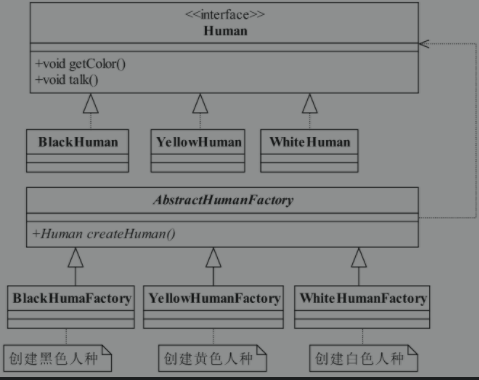 <<interface>>
Human
+void getColor()
+void talk()
BlackHuman YellowHuman WhiteHuman
AbstractHumanFactory
+Human createHuman()
BlackHumaFactory YellowHumanFactory WhiteHumanFactory
创建黑色人种 创建黄色人种 创建白色人种